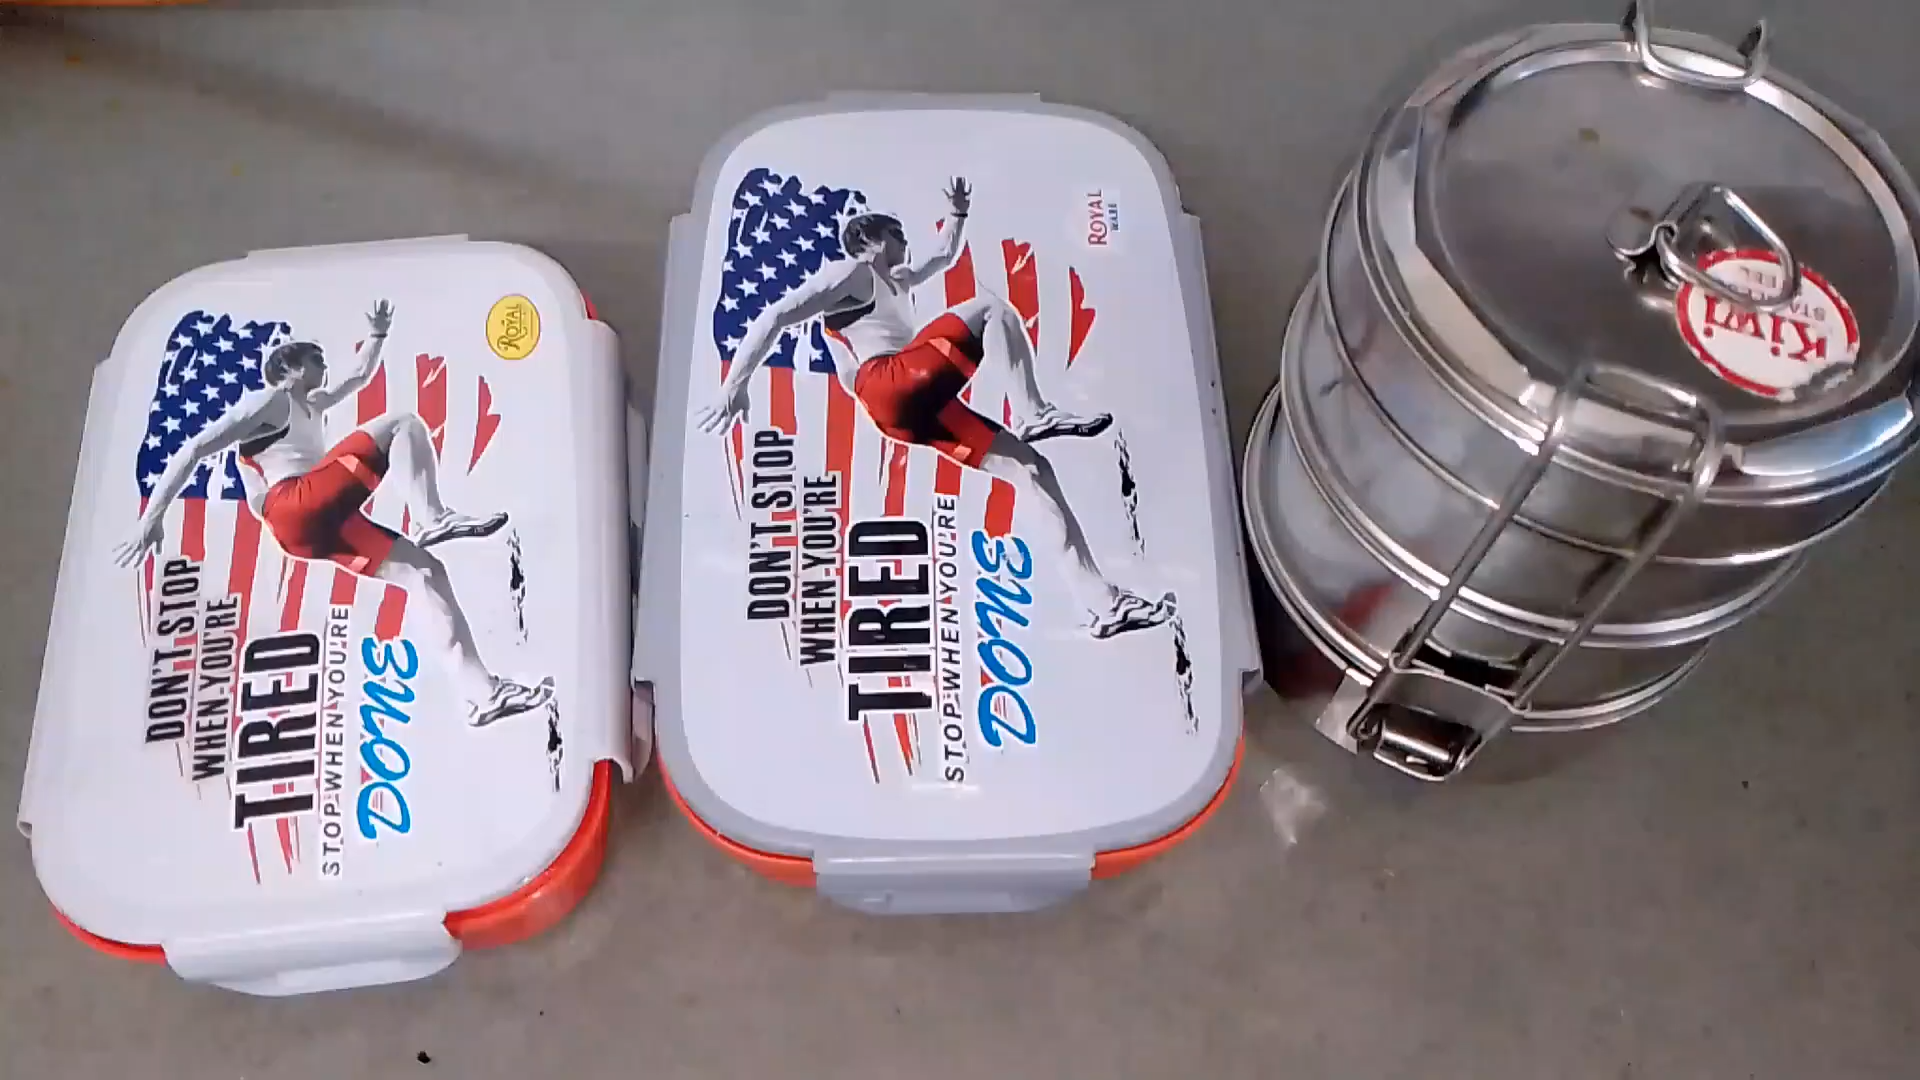 ROYAL
DON'T STOP
WHEN YOU'RE
TIRED
STOP WHEN YOU'RE
DONE
ROYAL
WARE
DON'T STOP
WHEN YOU'RE
TIRED
STOP WHEN YOU'RE
DONE
Kiwi